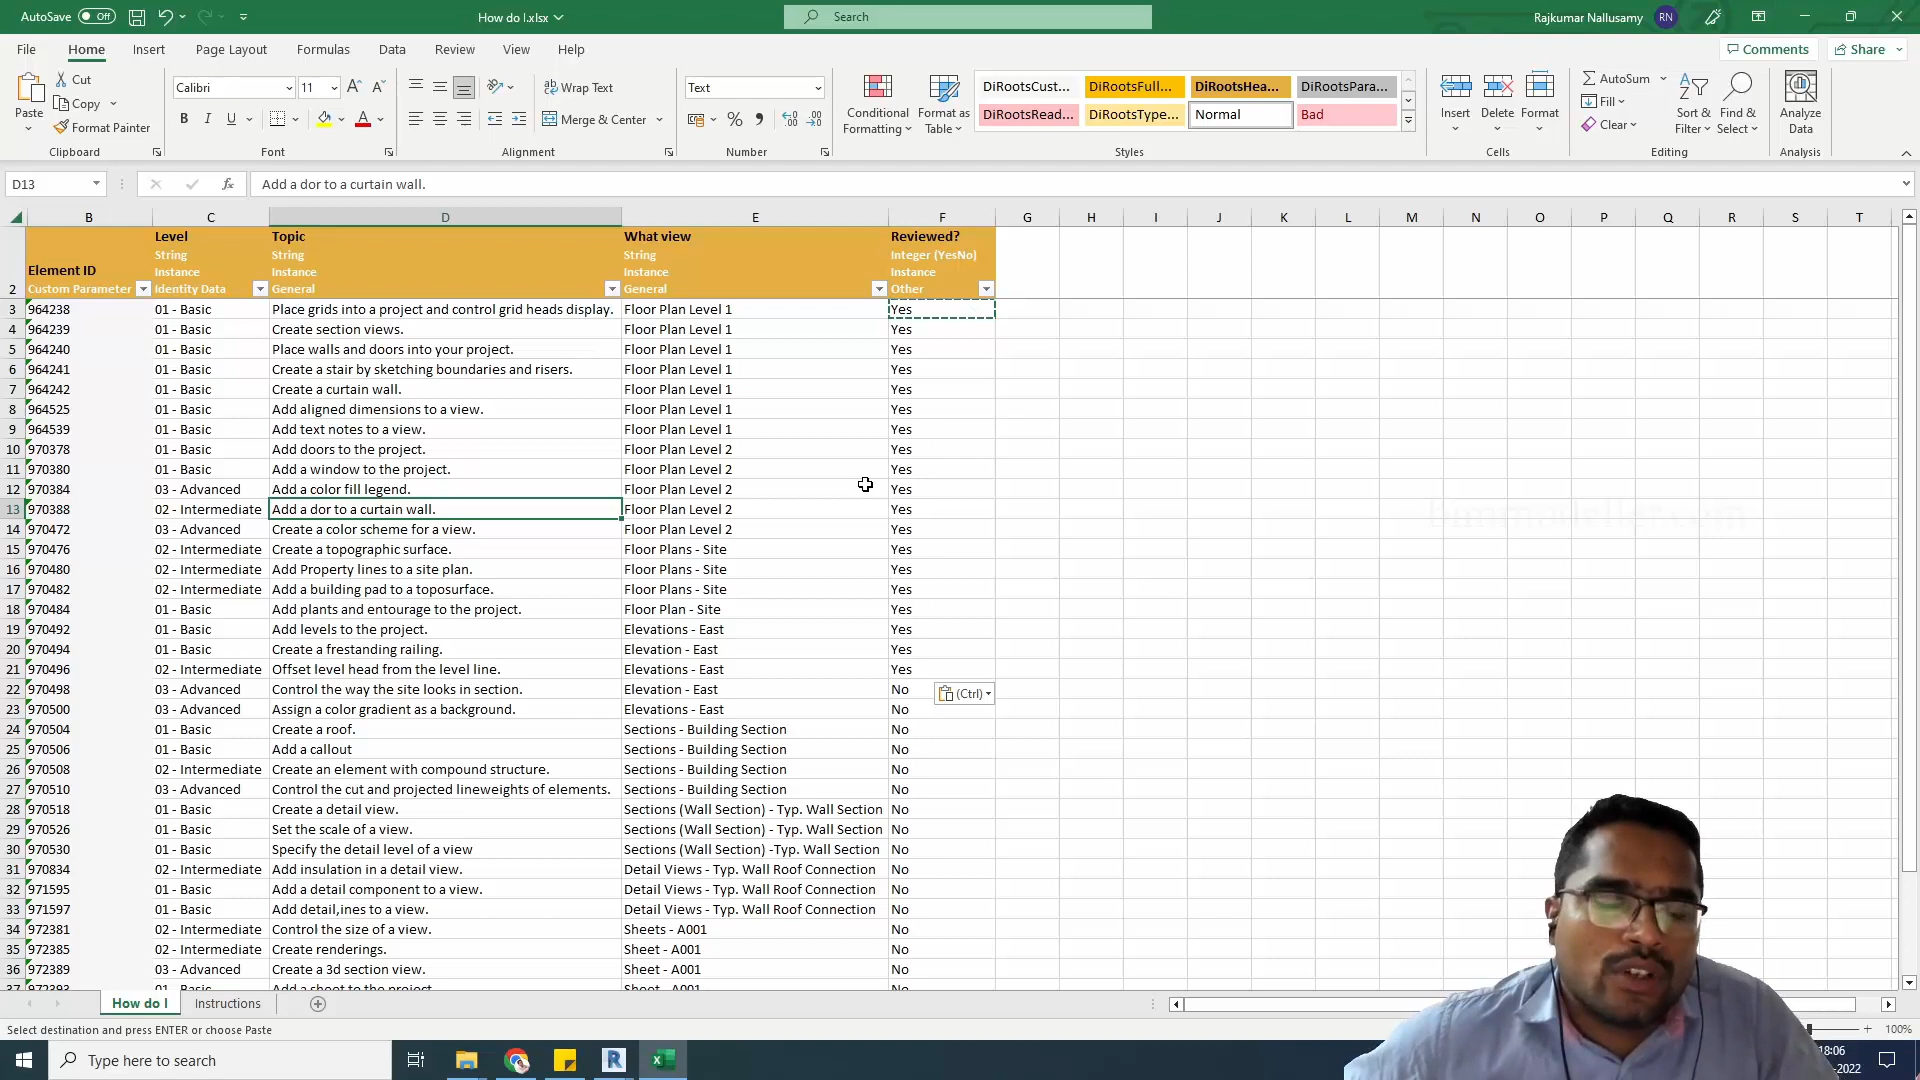 AutoSave Off How do I.xlsx Search Rajkumar Nallusamy RN
File Home Insert Page Layout Formulas Data Review View Help Comments Share
Paste Cut Copy Format Painter Clipboard
Calibri 11 B I U Font
Wrap Text Merge & Center Alignment
Text % Number
Conditional Formatting Format as Table
DiRootsCust... DiRootsFull... DiRootsHea... DiRootsPara...
DiRootsRead... DiRootsType... Normal Bad
Styles
Insert Delete Format Cells
AutoSum Fill Clear Sort & Filter Find & Select Editing
Analyze Data Analysis
D13 fx Add a dor to a curtain wall.
B C D E F G H I J K L M N O P Q R S T
Level Topic What view Reviewed?
String String String Integer (YesNo)
Element ID Instance Instance Instance Instance
2 Custom Parameter Identity Data General General Other
3 964238 01 - Basic Place grids into a project and control grid heads display. Floor Plan Level 1 Yes
4 964239 01 - Basic Create section views. Floor Plan Level 1 Yes
5 964240 01 - Basic Place walls and doors into your project. Floor Plan Level 1 Yes
6 964241 01 - Basic Create a stair by sketching boundaries and risers. Floor Plan Level 1 Yes
7 964242 01 - Basic Create a curtain wall. Floor Plan Level 1 Yes
8 964525 01 - Basic Add aligned dimensions to a view. Floor Plan Level 1 Yes
9 964539 01 - Basic Add text notes to a view. Floor Plan Level 1 Yes
10 970378 01 - Basic Add doors to the project. Floor Plan Level 2 Yes
11 970380 01 - Basic Add a window to the project. Floor Plan Level 2 Yes
12 970384 03 - Advanced Add a color fill legend. Floor Plan Level 2 Yes
13 970388 02 - Intermediate Add a dor to a curtain wall. Floor Plan Level 2 Yes
bimmodeller.com
14 970472 03 - Advanced Create a color scheme for a view. Floor Plan Level 2 Yes
15 970476 02 - Intermediate Create a topographic surface. Floor Plans - Site Yes
16 970480 02 - Intermediate Add Property lines to a site plan. Floor Plans - Site Yes
17 970482 02 - Intermediate Add a building pad to a toposurface. Floor Plans - Site Yes
18 970484 01 - Basic Add plants and entourage to the project. Floor Plan - Site Yes
19 970492 01 - Basic Add levels to the project. Elevations - East Yes
20 970494 01 - Basic Create a frestanding railing. Elevation - East Yes
21 970496 02 - Intermediate Offset level head from the level line. Elevations - East Yes
22 970498 03 - Advanced Control the way the site looks in section. Elevation - East No (Ctrl)
23 970500 03 - Advanced Assign a color gradient as a background. Elevations - East No
24 970504 01 - Basic Create a roof. Sections - Building Section No
25 970506 01 - Basic Add a callout Sections - Building Section No
26 970508 02 - Intermediate Create an element with compound structure. Sections - Building Section No
27 970510 03 - Advanced Control the cut and projected lineweights of elements. Sections - Building Section No
28 970518 01 - Basic Create a detail view. Sections (Wall Section) - Typ. Wall Section No
29 970526 01 - Basic Set the scale of a view. Sections (Wall Section) - Typ. Wall Section No
30 970530 01 - Basic Specify the detail level of a view Sections (Wall Section) -Typ. Wall Section No
31 970834 02 - Intermediate Add insulation in a detail view. Detail Views - Typ. Wall Roof Connection No
32 971595 01 - Basic Add a detail component to a view. Detail Views - Typ. Wall Roof Connection No
33 971597 01 - Basic Add detail,ines to a view. Detail Views - Typ. Wall Roof Connection No
34 972381 02 - Intermediate Control the size of a view. Sheets - A001 No
35 972385 02 - Intermediate Create renderings. Sheet - A001 No
36 972389 03 - Advanced Create a 3d section view. Sheet - A001 No
37 972393 01 - Basic Add a sheet to the project Sheet - A001 No
How do I Instructions
Select destination and press ENTER or choose Paste 100%
Type here to search 18:06
-2022